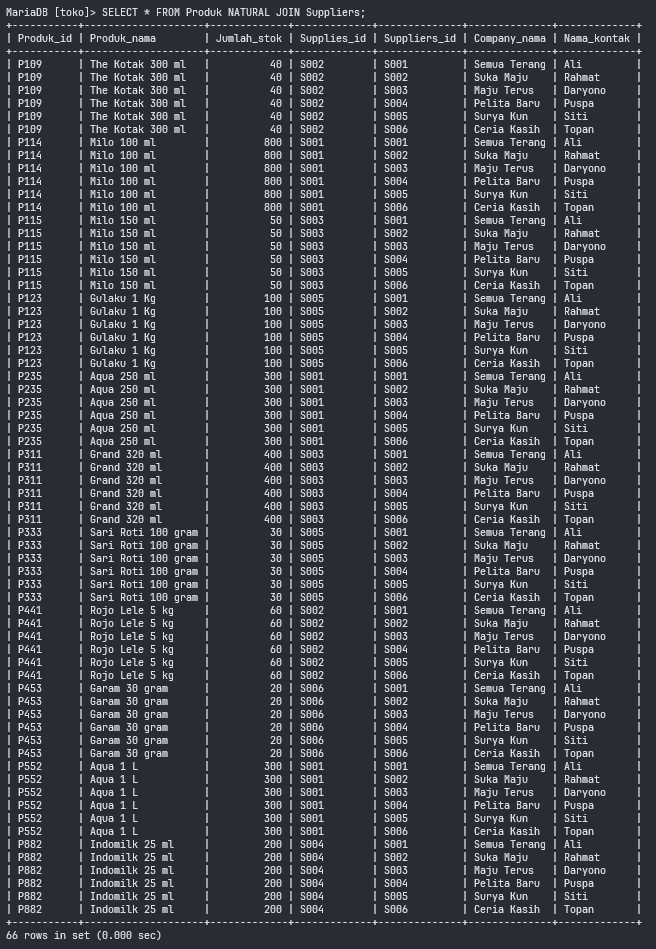 MariaDB [toko]> SELECT * FROM Produk NATURAL JOIN Suppliers;
+-----------+--------------------+-------------+-------------+--------------+--------------+-------------+
| Produk_id | Produk_nama        | Jumlah_stok | Supplies_id | Suppliers_id | Company_nama | Nama_kontak |
+-----------+--------------------+-------------+-------------+--------------+--------------+-------------+
| P109      | The Kotak 300 ml   |          40 | S002        | S001         | Semua Terang | Ali         |
| P109      | The Kotak 300 ml   |          40 | S002        | S002         | Suka Maju    | Rahmat      |
| P109      | The Kotak 300 ml   |          40 | S002        | S003         | Maju Terus   | Daryono     |
| P109      | The Kotak 300 ml   |          40 | S002        | S004         | Pelita Baru  | Puspa       |
| P109      | The Kotak 300 ml   |          40 | S002        | S005         | Surya Kun    | Siti        |
| P109      | The Kotak 300 ml   |          40 | S002        | S006         | Ceria Kasih  | Topan       |
| P114      | Milo 100 ml        |         800 | S001        | S001         | Semua Terang | Ali         |
| P114      | Milo 100 ml        |         800 | S001        | S002         | Suka Maju    | Rahmat      |
| P114      | Milo 100 ml        |         800 | S001        | S003         | Maju Terus   | Daryono     |
| P114      | Milo 100 ml        |         800 | S001        | S004         | Pelita Baru  | Puspa       |
| P114      | Milo 100 ml        |         800 | S001        | S005         | Surya Kun    | Siti        |
| P114      | Milo 100 ml        |         800 | S001        | S006         | Ceria Kasih  | Topan       |
| P115      | Milo 150 ml        |          50 | S003        | S001         | Semua Terang | Ali         |
| P115      | Milo 150 ml        |          50 | S003        | S002         | Suka Maju    | Rahmat      |
| P115      | Milo 150 ml        |          50 | S003        | S003         | Maju Terus   | Daryono     |
| P115      | Milo 150 ml        |          50 | S003        | S004         | Pelita Baru  | Puspa       |
| P115      | Milo 150 ml        |          50 | S003        | S005         | Surya Kun    | Siti        |
| P115      | Milo 150 ml        |          50 | S003        | S006         | Ceria Kasih  | Topan       |
| P123      | Gulaku 1 Kg        |         100 | S005        | S001         | Semua Terang | Ali         |
| P123      | Gulaku 1 Kg        |         100 | S005        | S002         | Suka Maju    | Rahmat      |
| P123      | Gulaku 1 Kg        |         100 | S005        | S003         | Maju Terus   | Daryono     |
| P123      | Gulaku 1 Kg        |         100 | S005        | S004         | Pelita Baru  | Puspa       |
| P123      | Gulaku 1 Kg        |         100 | S005        | S005         | Surya Kun    | Siti        |
| P123      | Gulaku 1 Kg        |         100 | S005        | S006         | Ceria Kasih  | Topan       |
| P235      | Aqua 250 ml        |         300 | S001        | S001         | Semua Terang | Ali         |
| P235      | Aqua 250 ml        |         300 | S001        | S002         | Suka Maju    | Rahmat      |
| P235      | Aqua 250 ml        |         300 | S001        | S003         | Maju Terus   | Daryono     |
| P235      | Aqua 250 ml        |         300 | S001        | S004         | Pelita Baru  | Puspa       |
| P235      | Aqua 250 ml        |         300 | S001        | S005         | Surya Kun    | Siti        |
| P235      | Aqua 250 ml        |         300 | S001        | S006         | Ceria Kasih  | Topan       |
| P311      | Grand 320 ml       |         400 | S003        | S001         | Semua Terang | Ali         |
| P311      | Grand 320 ml       |         400 | S003        | S002         | Suka Maju    | Rahmat      |
| P311      | Grand 320 ml       |         400 | S003        | S003         | Maju Terus   | Daryono     |
| P311      | Grand 320 ml       |         400 | S003        | S004         | Pelita Baru  | Puspa       |
| P311      | Grand 320 ml       |         400 | S003        | S005         | Surya Kun    | Siti        |
| P311      | Grand 320 ml       |         400 | S003        | S006         | Ceria Kasih  | Topan       |
| P333      | Sari Roti 100 gram |          30 | S005        | S001         | Semua Terang | Ali         |
| P333      | Sari Roti 100 gram |          30 | S005        | S002         | Suka Maju    | Rahmat      |
| P333      | Sari Roti 100 gram |          30 | S005        | S003         | Maju Terus   | Daryono     |
| P333      | Sari Roti 100 gram |          30 | S005        | S004         | Pelita Baru  | Puspa       |
| P333      | Sari Roti 100 gram |          30 | S005        | S005         | Surya Kun    | Siti        |
| P333      | Sari Roti 100 gram |          30 | S005        | S006         | Ceria Kasih  | Topan       |
| P441      | Rojo Lele 5 kg     |          60 | S002        | S001         | Semua Terang | Ali         |
| P441      | Rojo Lele 5 kg     |          60 | S002        | S002         | Suka Maju    | Rahmat      |
| P441      | Rojo Lele 5 kg     |          60 | S002        | S003         | Maju Terus   | Daryono     |
| P441      | Rojo Lele 5 kg     |          60 | S002        | S004         | Pelita Baru  | Puspa       |
| P441      | Rojo Lele 5 kg     |          60 | S002        | S005         | Surya Kun    | Siti        |
| P441      | Rojo Lele 5 kg     |          60 | S002        | S006         | Ceria Kasih  | Topan       |
| P453      | Garam 30 gram      |          20 | S006        | S001         | Semua Terang | Ali         |
| P453      | Garam 30 gram      |          20 | S006        | S002         | Suka Maju    | Rahmat      |
| P453      | Garam 30 gram      |          20 | S006        | S003         | Maju Terus   | Daryono     |
| P453      | Garam 30 gram      |          20 | S006        | S004         | Pelita Baru  | Puspa       |
| P453      | Garam 30 gram      |          20 | S006        | S005         | Surya Kun    | Siti        |
| P453      | Garam 30 gram      |          20 | S006        | S006         | Ceria Kasih  | Topan       |
| P552      | Aqua 1 L           |         300 | S001        | S001         | Semua Terang | Ali         |
| P552      | Aqua 1 L           |         300 | S001        | S002         | Suka Maju    | Rahmat      |
| P552      | Aqua 1 L           |         300 | S001        | S003         | Maju Terus   | Daryono     |
| P552      | Aqua 1 L           |         300 | S001        | S004         | Pelita Baru  | Puspa       |
| P552      | Aqua 1 L           |         300 | S001        | S005         | Surya Kun    | Siti        |
| P552      | Aqua 1 L           |         300 | S001        | S006         | Ceria Kasih  | Topan       |
| P882      | Indomilk 25 ml     |         200 | S004        | S001         | Semua Terang | Ali         |
| P882      | Indomilk 25 ml     |         200 | S004        | S002         | Suka Maju    | Rahmat      |
| P882      | Indomilk 25 ml     |         200 | S004        | S003         | Maju Terus   | Daryono     |
| P882      | Indomilk 25 ml     |         200 | S004        | S004         | Pelita Baru  | Puspa       |
| P882      | Indomilk 25 ml     |         200 | S004        | S005         | Surya Kun    | Siti        |
| P882      | Indomilk 25 ml     |         200 | S004        | S006         | Ceria Kasih  | Topan       |
+-----------+--------------------+-------------+-------------+--------------+--------------+-------------+
66 rows in set (0.000 sec)